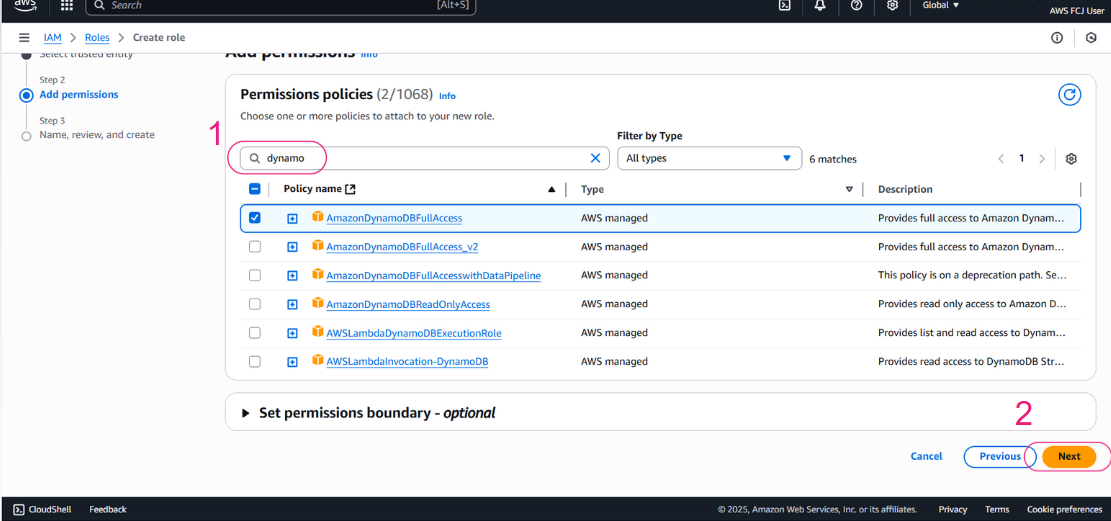 aws
Search
[Alt+S]
Global ▼
AWS FCJ User
IAM > Roles > Create role
Select trusted entity
Step 2
Add permissions
Step 3
Name, review, and create
Add permissions Info
Permissions policies (2/1068) Info
Choose one or more policies to attach to your new role.
1
Filter by Type
dynamo
All types
6 matches
< 1 >
Policy name Type Description
AmazonDynamoDBFullAccess AWS managed Provides full access to Amazon Dynam...
AmazonDynamoDBFullAccess_v2 AWS managed Provides full access to Amazon Dynam...
AmazonDynamoDBFullAccesswithDataPipeline AWS managed This policy is on a deprecation path. Se...
AmazonDynamoDBReadOnlyAccess AWS managed Provides read only access to Amazon D...
AWSLambdaDynamoDBExecutionRole AWS managed Provides list and read access to Dynam...
AWSLambdaInvocation-DynamoDB AWS managed Provides read access to DynamoDB Str...
Set permissions boundary - optional
2
Cancel Previous Next
CloudShell Feedback © 2025, Amazon Web Services, Inc. or its affiliates. Privacy Terms Cookie preferences